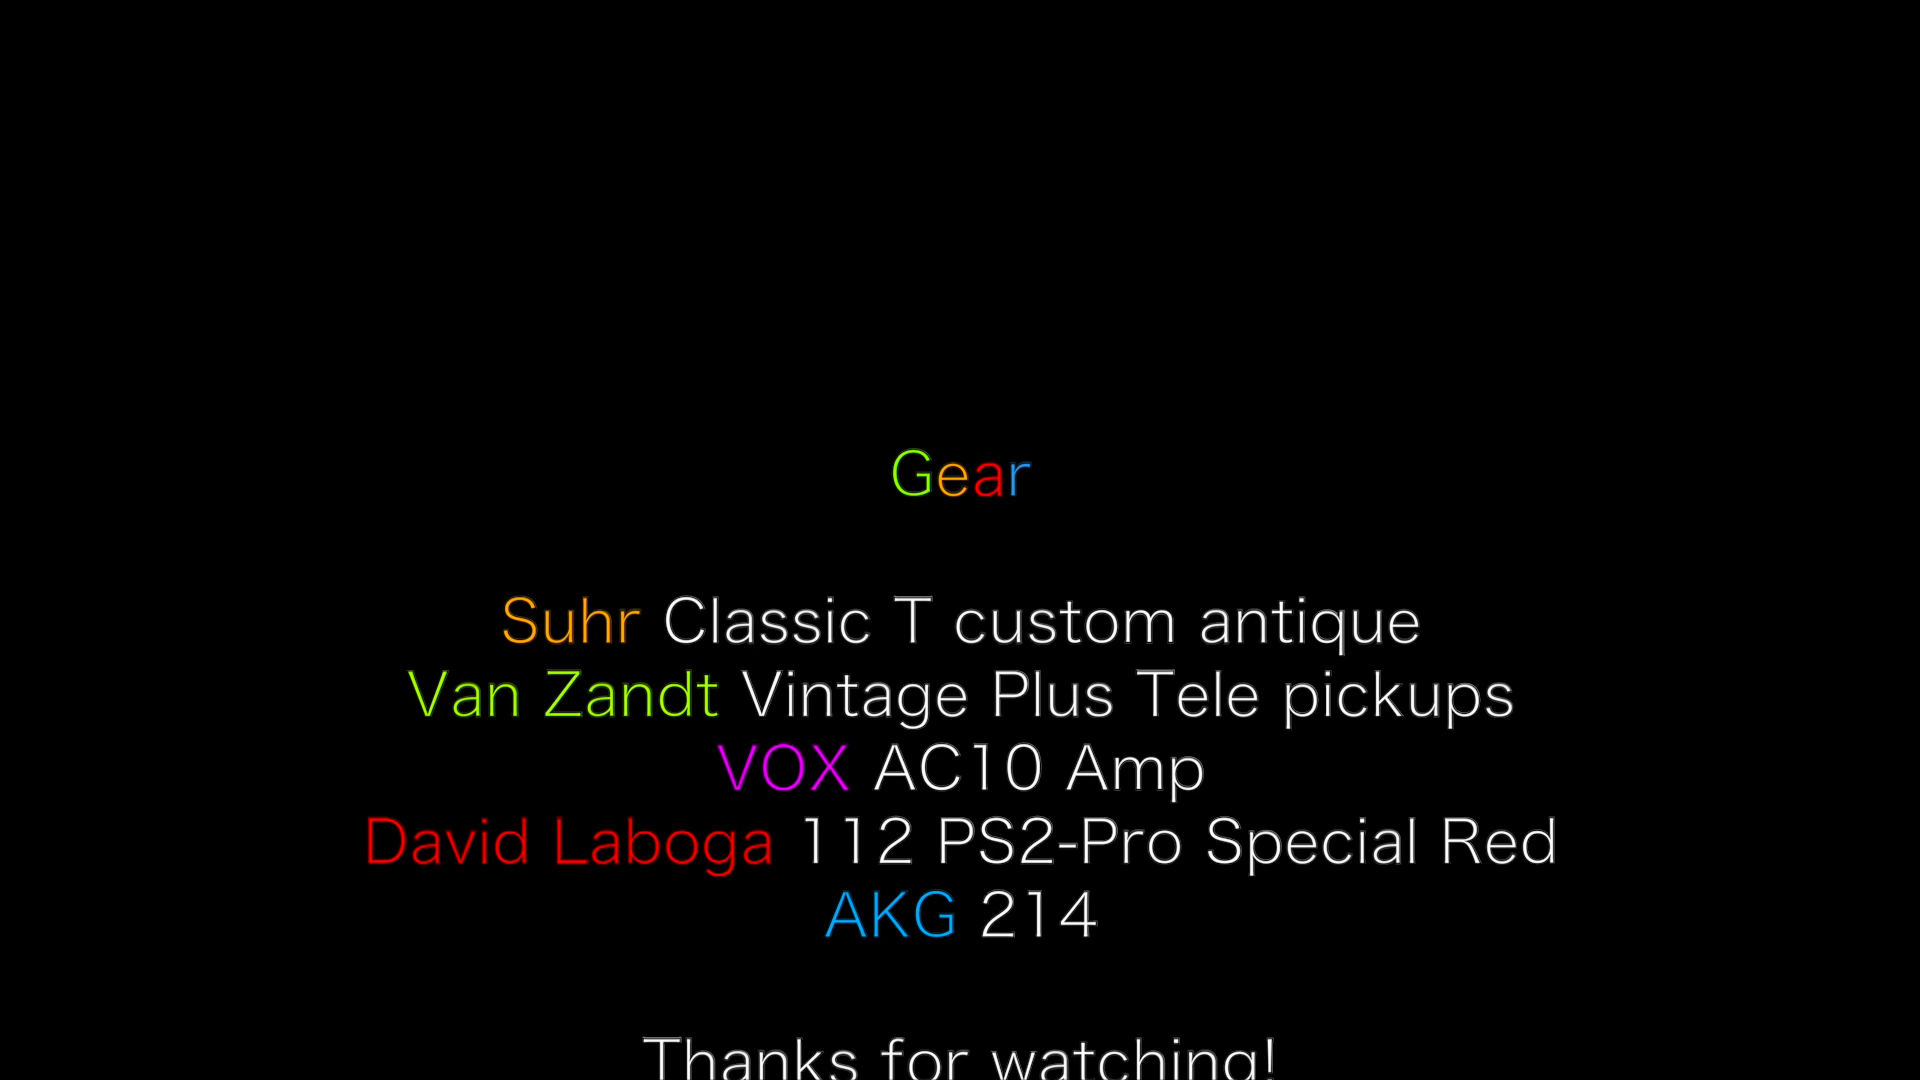 Gear
Suhr Classic T custom antique
Van Zandt Vintage Plus Tele pickups
VOX AC10 Amp
David Laboga 112 PS2-Pro Special Red
AKG 214
Thanks for watching!